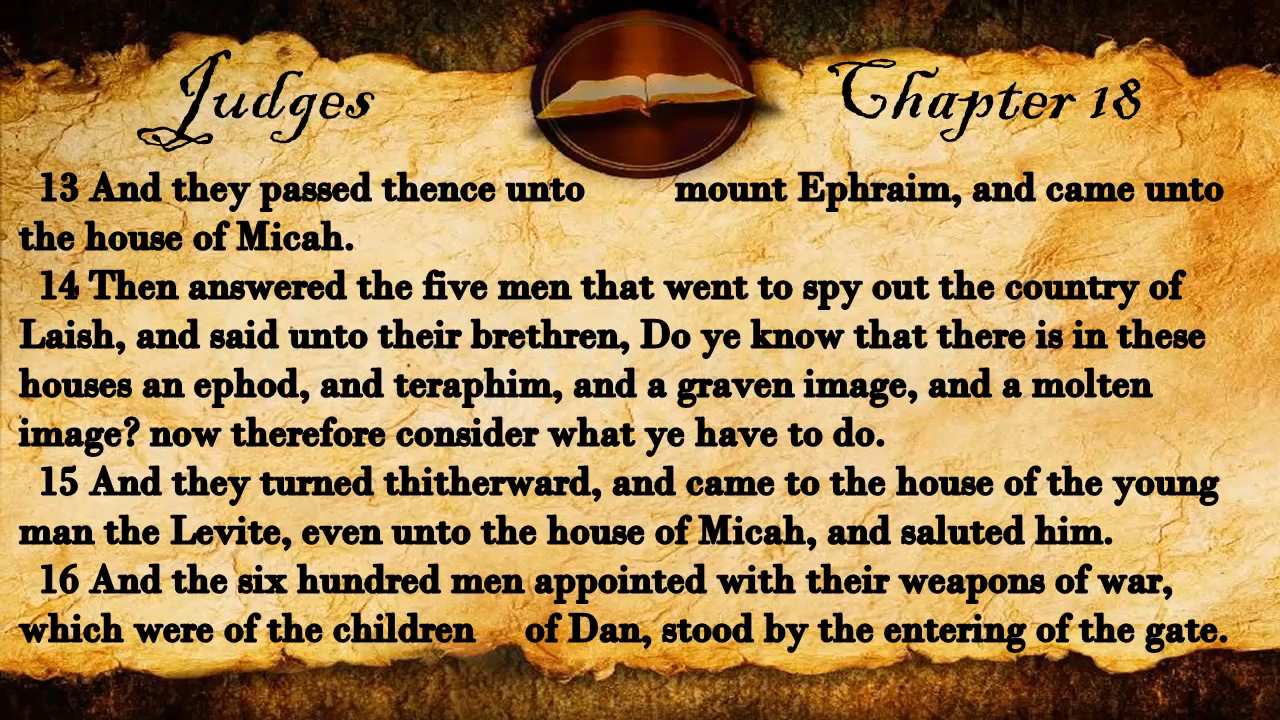 Judges Chapter 18
13 And they passed thence unto mount Ephraim, and came unto
the house of Micah.
14 Then answered the five men that went to spy out the country of
Laish, and said unto their brethren, Do ye know that there is in these
houses an ephod, and teraphim, and a graven image, and a molten
image? now therefore consider what ye have to do.
15 And they turned thitherward, and came to the house of the young
man the Levite, even unto the house of Micah, and saluted him.
16 And the six hundred men appointed with their weapons of war,
which were of the children of Dan, stood by the entering of the gate.